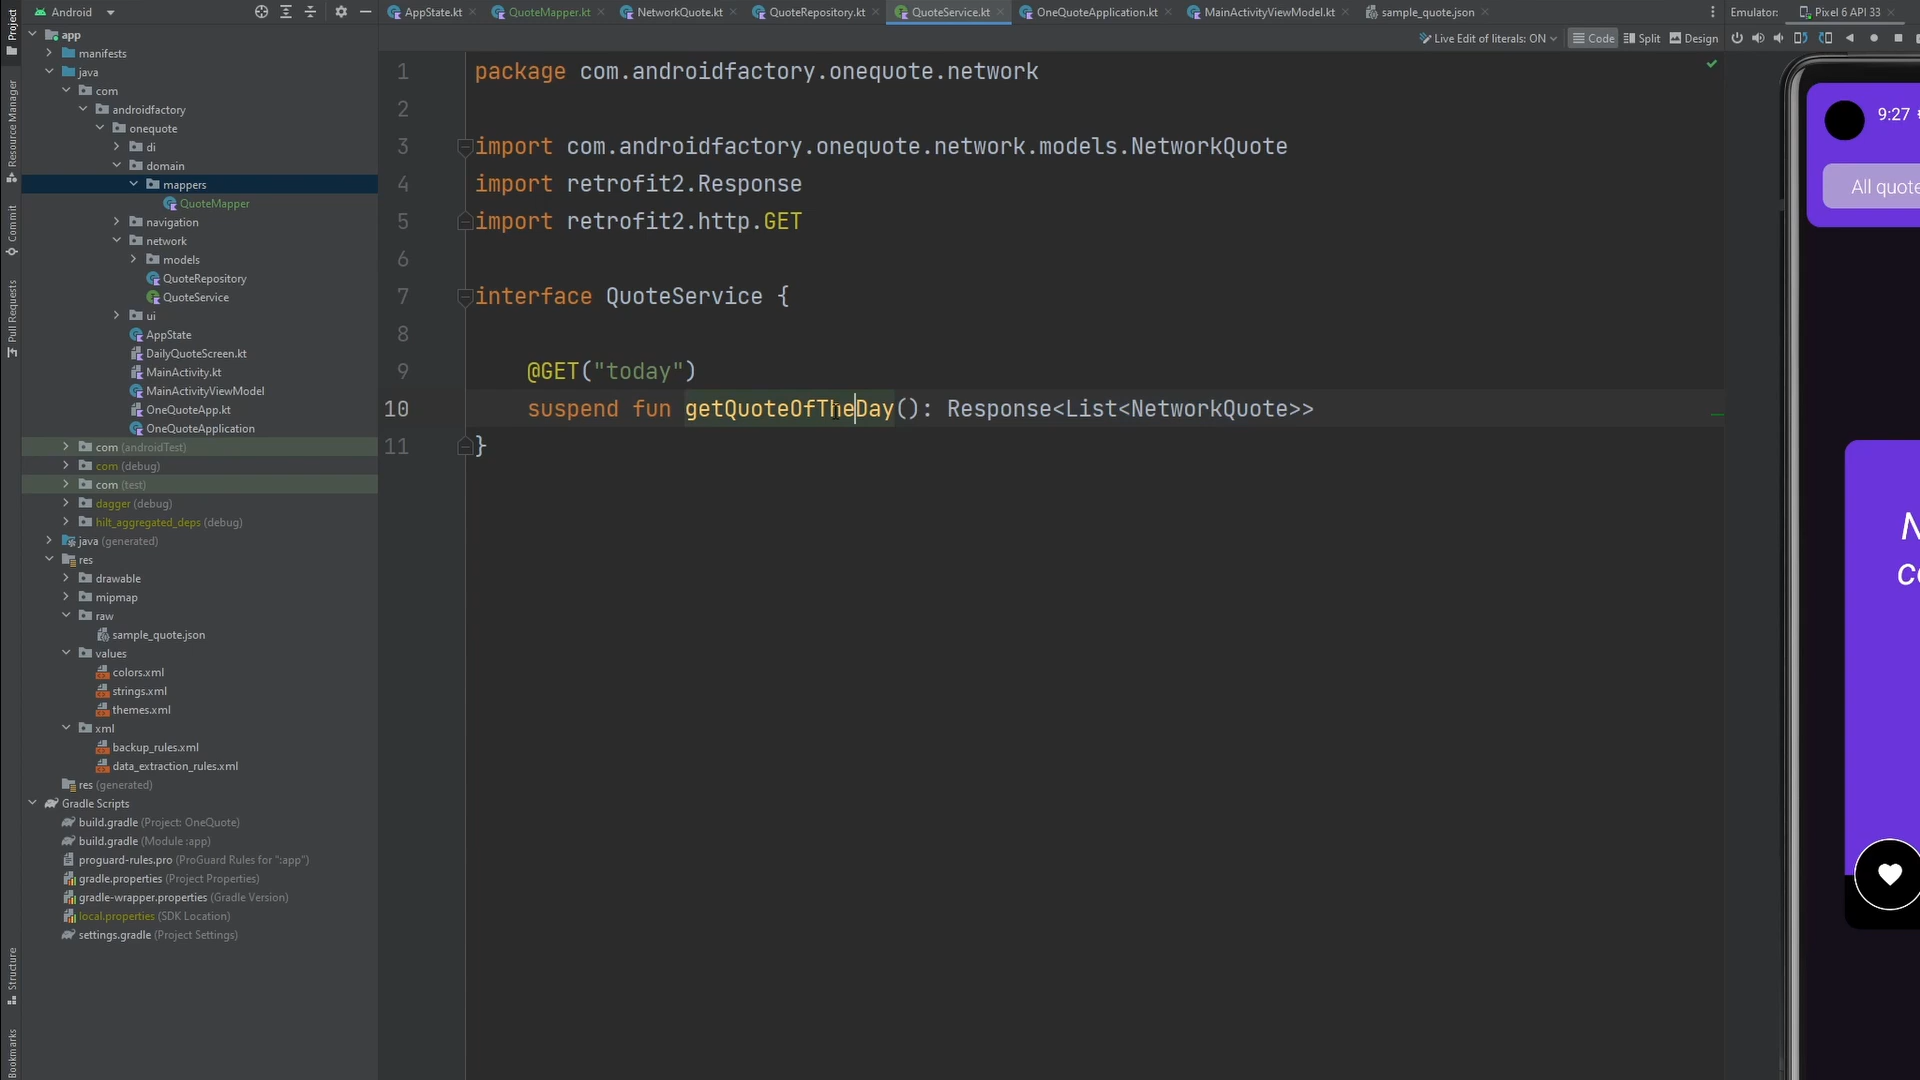 Android
AppState.kt
QuoteMapper.kt
NetworkQuote.kt
QuoteRepository.kt
QuoteService.kt
OneQuoteApplication.kt
MainActivityViewModel.kt
sample_quote.json
Emulator:
Pixel 6 API 33
Live Edit of literals: ON
Code
Split
Design
Project
Resource Manager
Commit
Pull Requests
Structure
Bookmarks
app
manifests
java
com
androidfactory
onequote
di
domain
mappers
QuoteMapper
navigation
network
models
QuoteRepository
QuoteService
ui
AppState
DailyQuoteScreen.kt
MainActivity.kt
MainActivityViewModel
OneQuoteApp.kt
OneQuoteApplication
com (androidTest)
com (debug)
com (test)
dagger (debug)
hilt_aggregated_deps (debug)
java (generated)
res
drawable
mipmap
raw
sample_quote.json
values
colors.xml
strings.xml
themes.xml
xml
backup_rules.xml
data_extraction_rules.xml
res (generated)
Gradle Scripts
build.gradle (Project: OneQuote)
build.gradle (Module :app)
proguard-rules.pro (ProGuard Rules for ":app")
gradle.properties (Project Properties)
gradle-wrapper.properties (Gradle Version)
local.properties (SDK Location)
settings.gradle (Project Settings)
1 package com.androidfactory.onequote.network
2
3 import com.androidfactory.onequote.network.models.NetworkQuote
4 import retrofit2.Response
5 import retrofit2.http.GET
6
7 interface QuoteService {
8
9 @GET("today")
10 suspend fun getQuoteOfTheDay(): Response<List<NetworkQuote>>
11 }
9:27
All quote